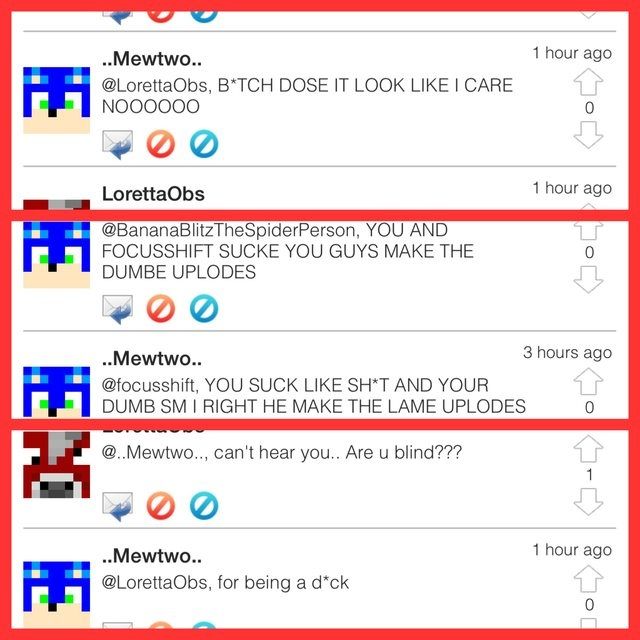 ..Mewtwo..
1 hour ago
@LorettaObs, B*TCH DOSE IT LOOK LIKE I CARE
NOOOOOO
0
LorettaObs
1 hour ago
@BananaBlitzTheSpiderPerson, YOU AND
FOCUSSHIFT SUCKE YOU GUYS MAKE THE
DUMBE UPLODES
0
..Mewtwo..
3 hours ago
@focusshift, YOU SUCK LIKE SH*T AND YOUR
DUMB SM I RIGHT HE MAKE THE LAME UPLODES
0
LorettaObs
@..Mewtwo.., can't hear you.. Are u blind???
1
..Mewtwo..
1 hour ago
@LorettaObs, for being a d*ck
0